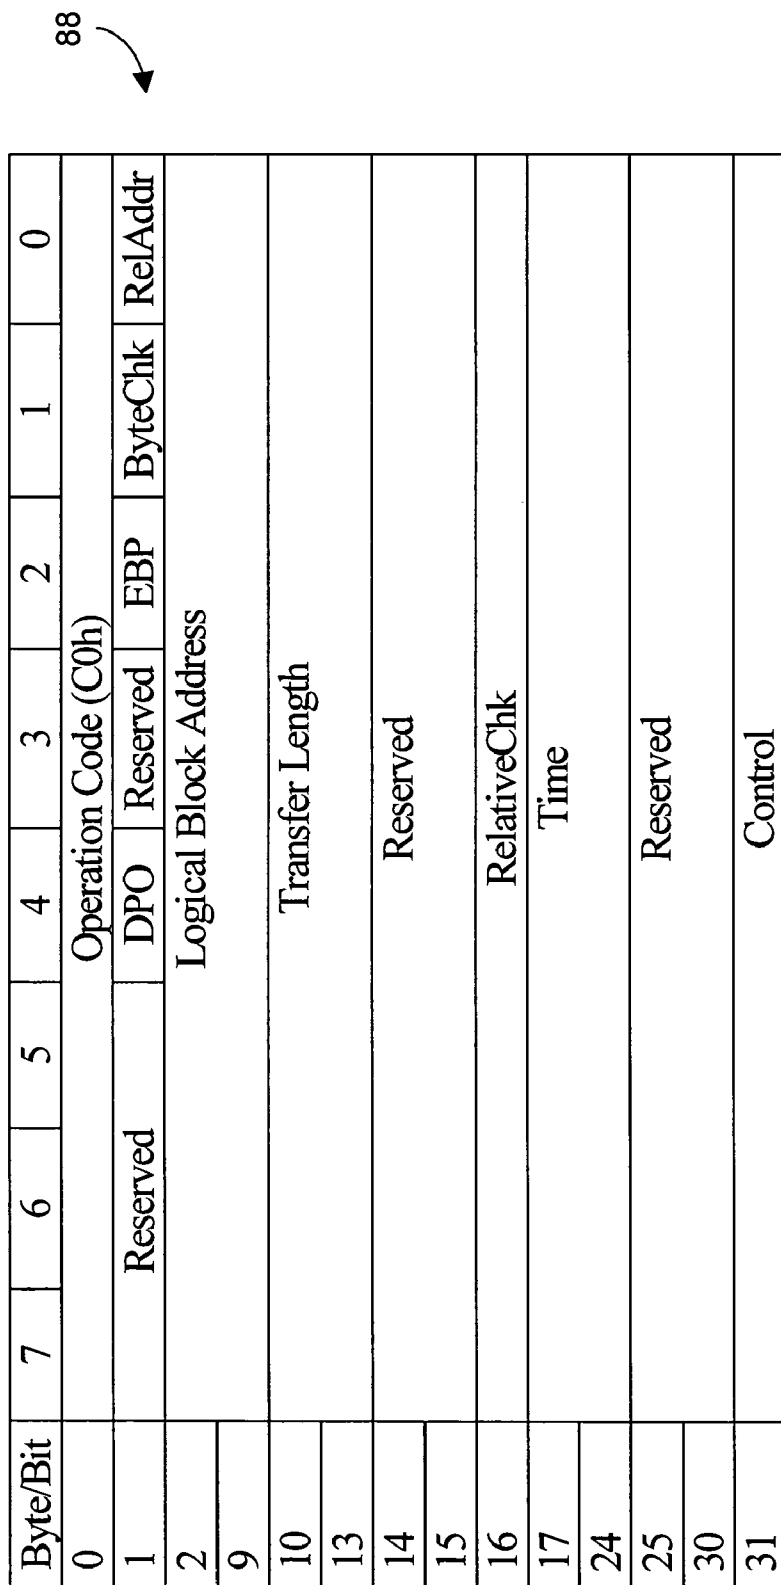 88
Byte/Bit 7 6 5 4 3 2 1 0
0 Operation Code (C0h)
1 Reserved DPO Reserved EBP ByteChk RelAddr
2 Logical Block Address
9
10 Transfer Length
13
14 Reserved
15
16 RelativeChk
17 Time
24
25 Reserved
30
31 Control